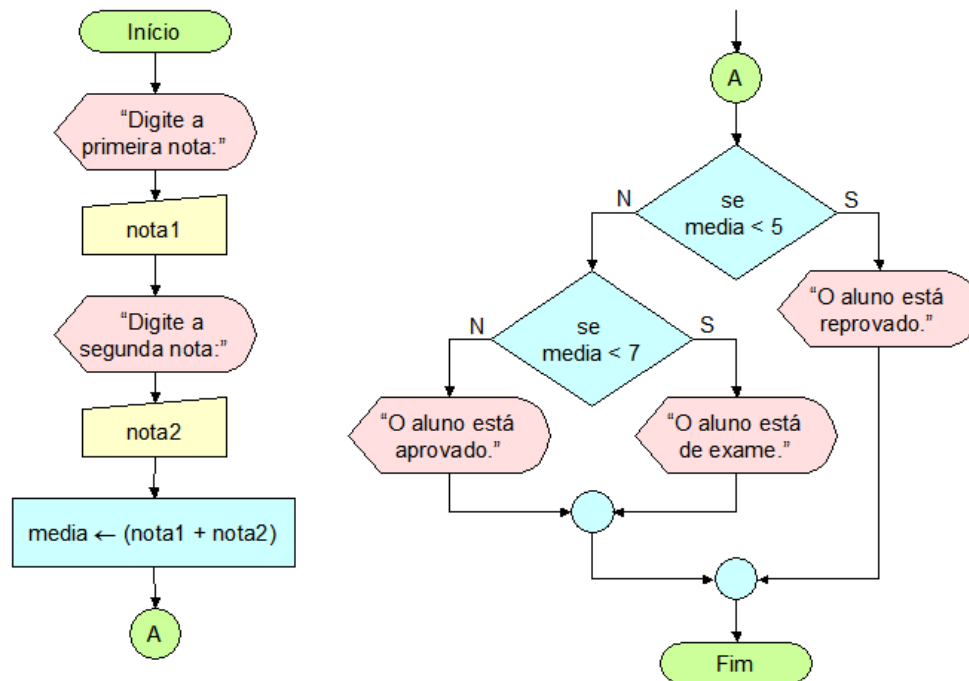 Início
“Digite a
primeira nota:”
nota1
“Digite a
segunda nota:”
nota2
media ← (nota1 + nota2)
A
A
se
media < 5
N
S
“O aluno está
reprovado.”
se
media < 7
N
S
“O aluno está
aprovado.”
“O aluno está
de exame.”
Fim